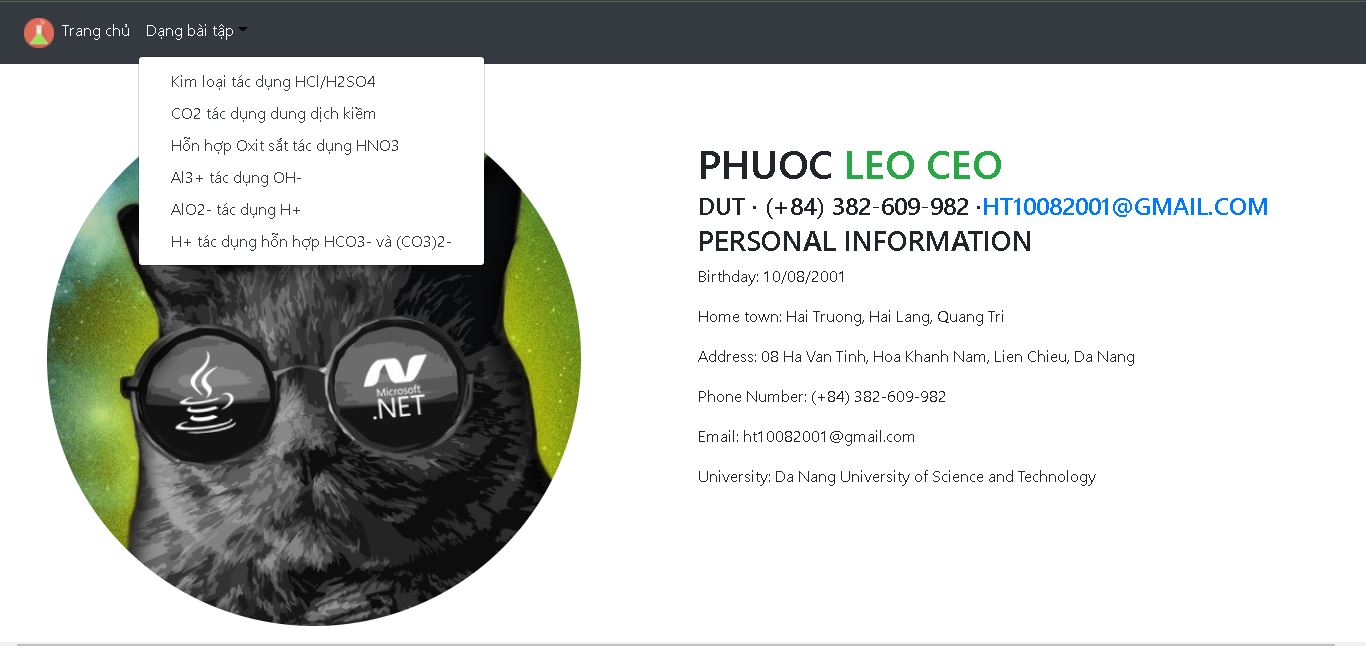 Trang chủ Dạng bài tập
Kim loại tác dụng HCl/H2SO4
CO2 tác dụng dung dịch kiềm
Hỗn hợp Oxit sắt tác dụng HNO3
Al3+ tác dụng OH-
AlO2- tác dụng H+
H+ tác dụng hỗn hợp HCO3- và (CO3)2-
Microsoft
.NET
PHUOC LEO CEO
DUT · (+84) 382-609-982 ·HT10082001@GMAIL.COM
PERSONAL INFORMATION
Birthday: 10/08/2001
Home town: Hai Truong, Hai Lang, Quang Tri
Address: 08 Ha Van Tinh, Hoa Khanh Nam, Lien Chieu, Da Nang
Phone Number: (+84) 382-609-982
Email: ht10082001@gmail.com
University: Da Nang University of Science and Technology